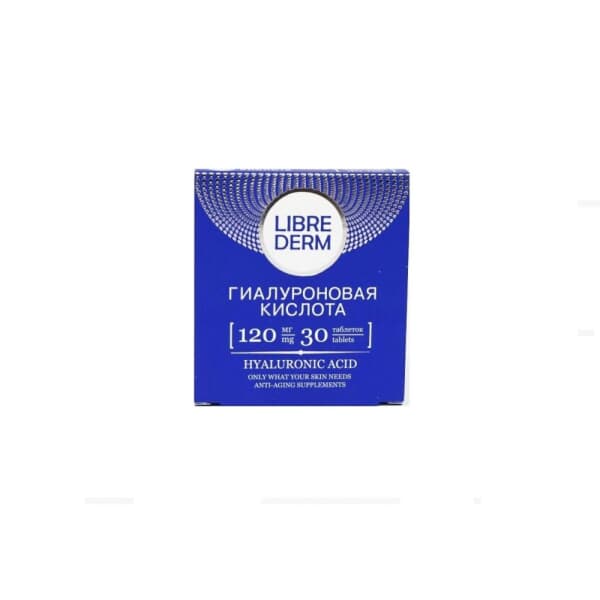 LIBRE
DERM
ГИАЛУРОНОВАЯ
КИСЛОТА
[ 120 мг mg 30 таблеток tablets ]
HYALURONIC ACID
ONLY WHAT YOUR SKIN NEEDS
ANTI-AGING SUPPLEMENTS